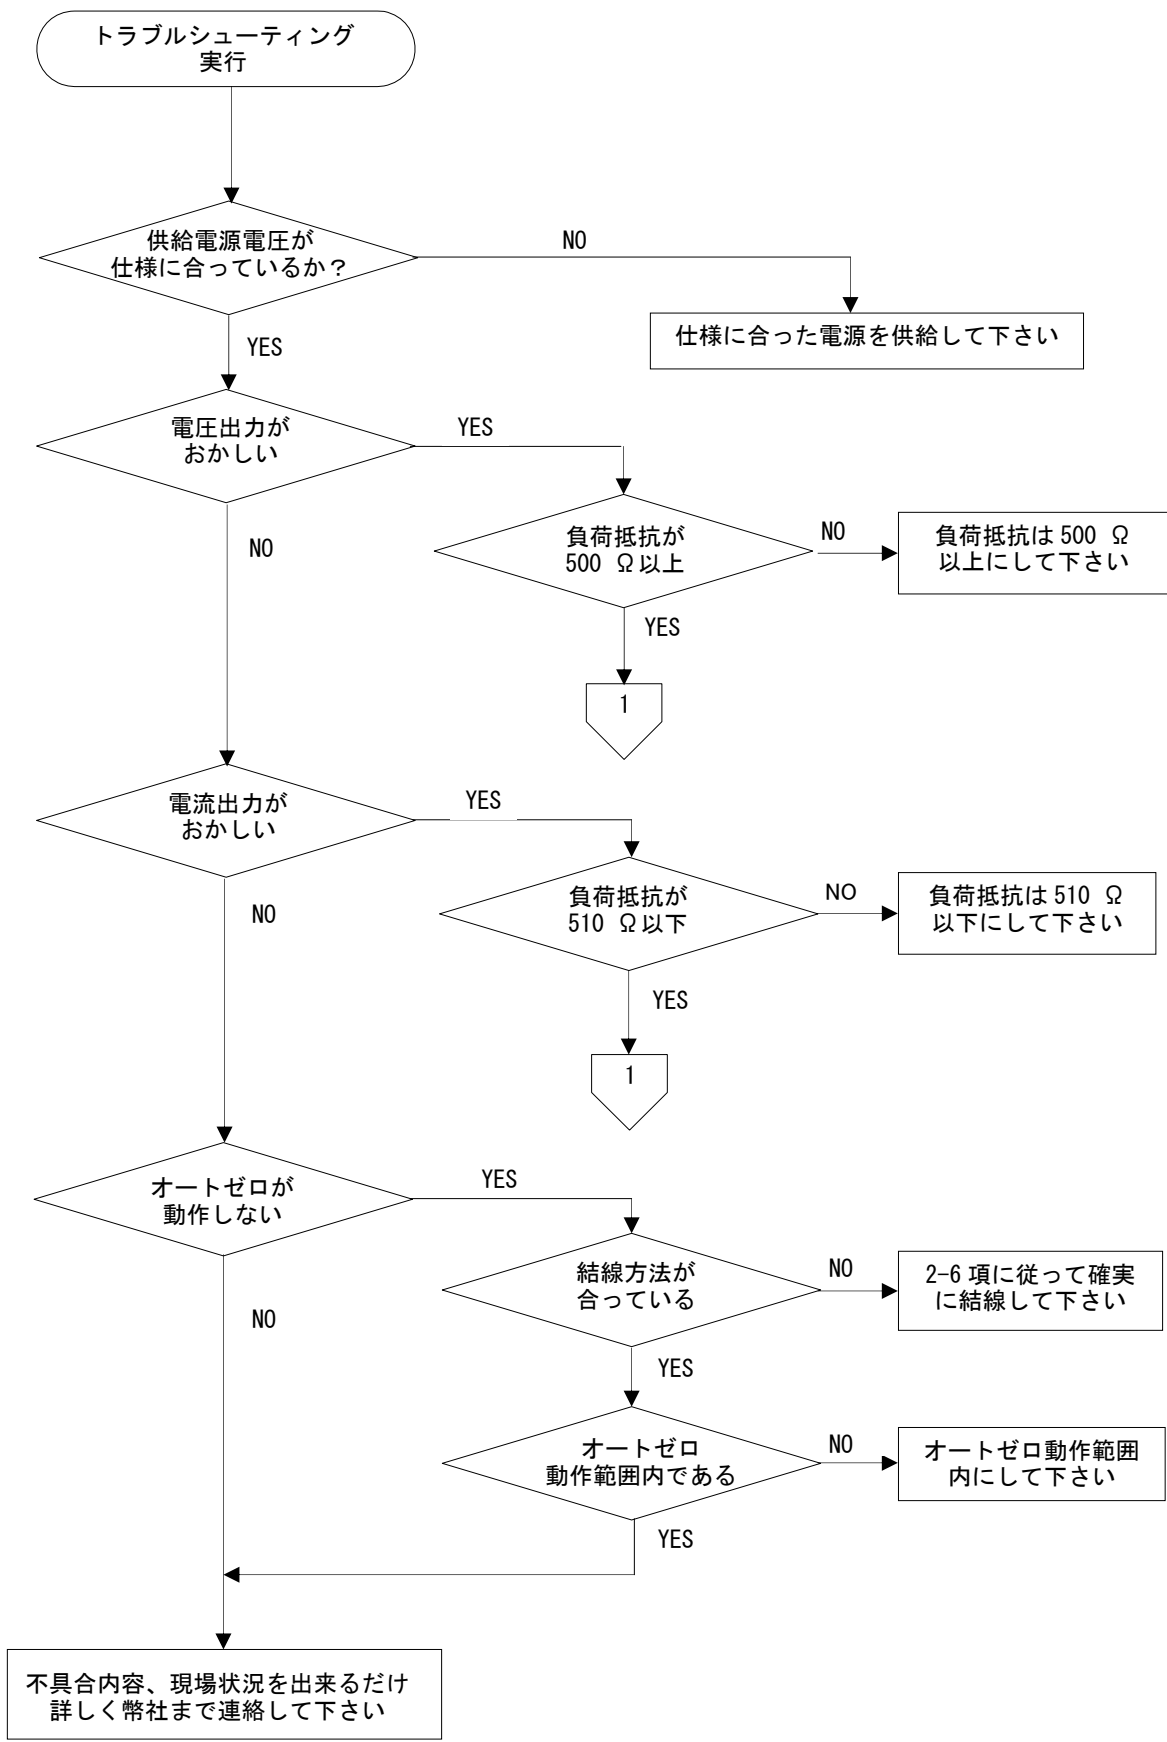 トラブルシューティング
実行
供給電源電圧が
仕様に合っているか？
NO
仕様に合った電源を供給して下さい
YES
電圧出力が
おかしい
YES
NO
負荷抵抗が
500 Ω以上
NO
負荷抵抗は 500 Ω
以上にして下さい
YES
1
電流出力が
おかしい
YES
NO
負荷抵抗が
510 Ω以下
NO
負荷抵抗は 510 Ω
以下にして下さい
YES
1
オートゼロが
動作しない
YES
NO
結線方法が
合っている
NO
2-6 項に従って確実
に結線して下さい
YES
オートゼロ
動作範囲内である
NO
オートゼロ動作範囲
内にして下さい
YES
不具合内容、現場状況を出来るだけ
詳しく幣社まで連絡して下さい